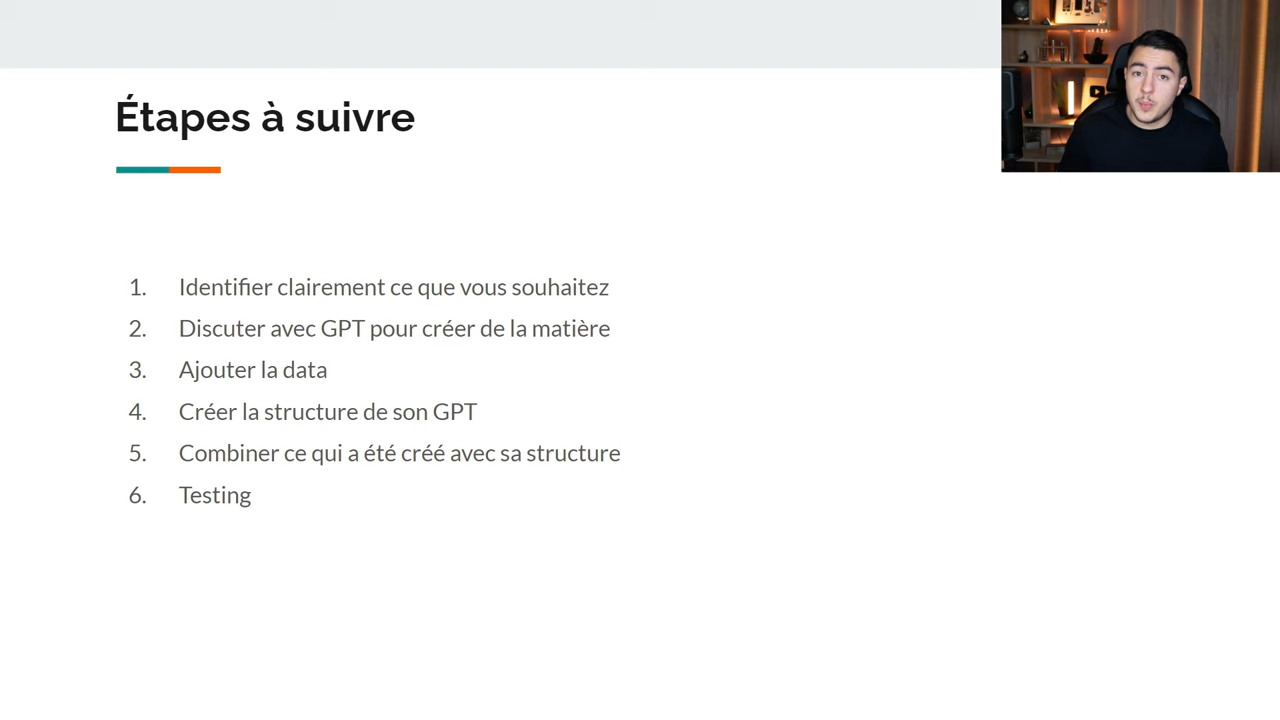 Étapes à suivre
1. Identifier clairement ce que vous souhaitez
2. Discuter avec GPT pour créer de la matière
3. Ajouter la data
4. Créer la structure de son GPT
5. Combiner ce qui a été créé avec sa structure
6. Testing